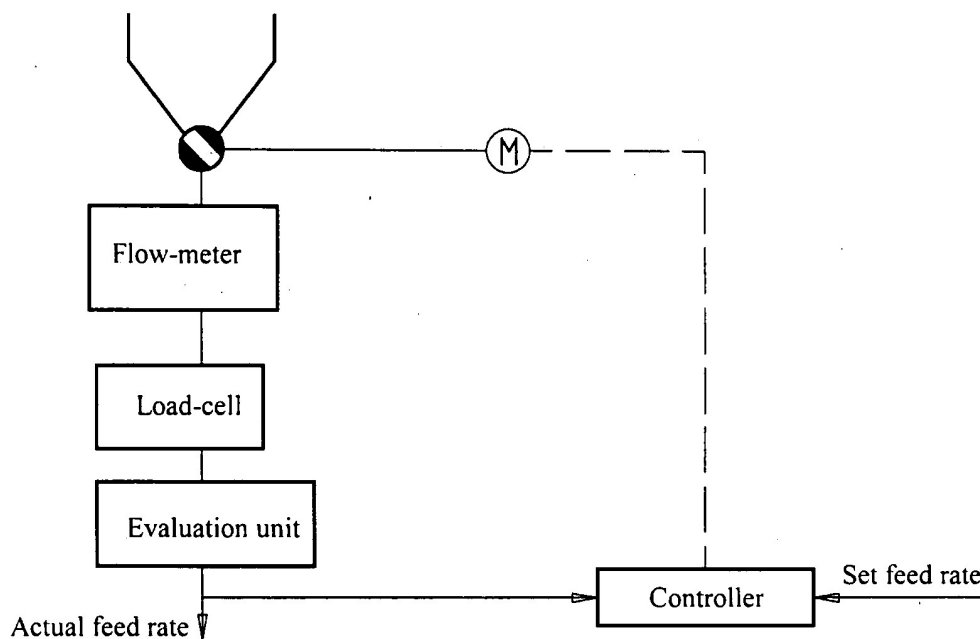 M
Flow-meter
Load-cell
Evaluation unit
Set feed rate
Controller
Actual feed rate